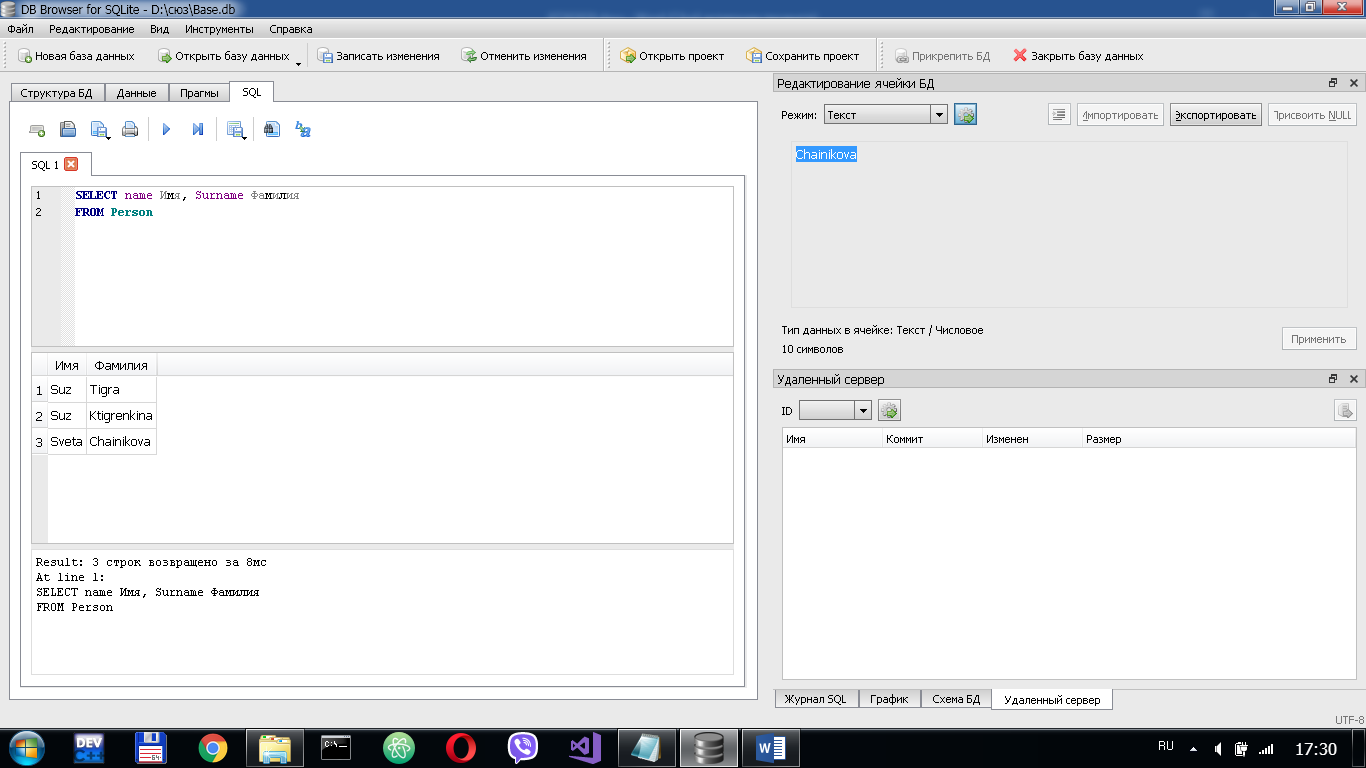 DB Browser for SQLite - D:\сюз\Base.db
Файл Редактирование Вид Инструменты Справка
Новая база данных Открыть базу данных Записать изменения Отменить изменения Открыть проект Сохранить проект Прикрепить БД Закрыть базу данных
Структура БД Данные Прагмы SQL
SQL 1
1 SELECT name Имя, Surname Фамилия
2 FROM Person
Имя Фамилия
1 Suz Tigra
2 Suz Ktigrenkina
3 Sveta Chainikova
Result: 3 строк возвращено за 8мс
At line 1:
SELECT name Имя, Surname Фамилия
FROM Person
Редактирование ячейки БД
Режим: Текст Импортировать Экспортировать Присвоить NULL
Chainikova
Тип данных в ячейке: Текст / Числовое
10 символов
Применить
Удаленный сервер
ID
Имя Коммит Изменен Размер
Журнал SQL График Схема БД Удаленный сервер
UTF-8
DEV C++
64
C:\
W
RU 17:30